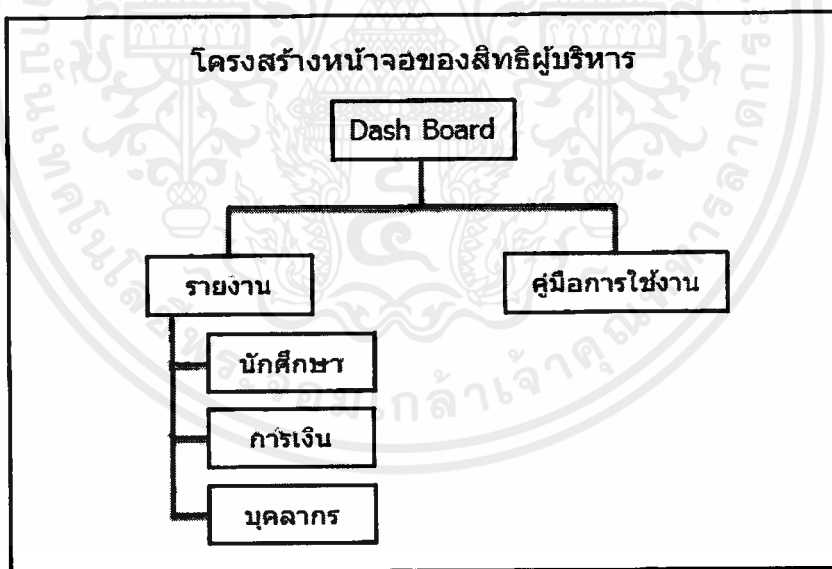 โครงสร้างหน้าจอของสิทธิผู้บริหาร
Dash Board
รายงาน
คู่มือการใช้งาน
นักศึกษา
การเงิน
บุคลากร